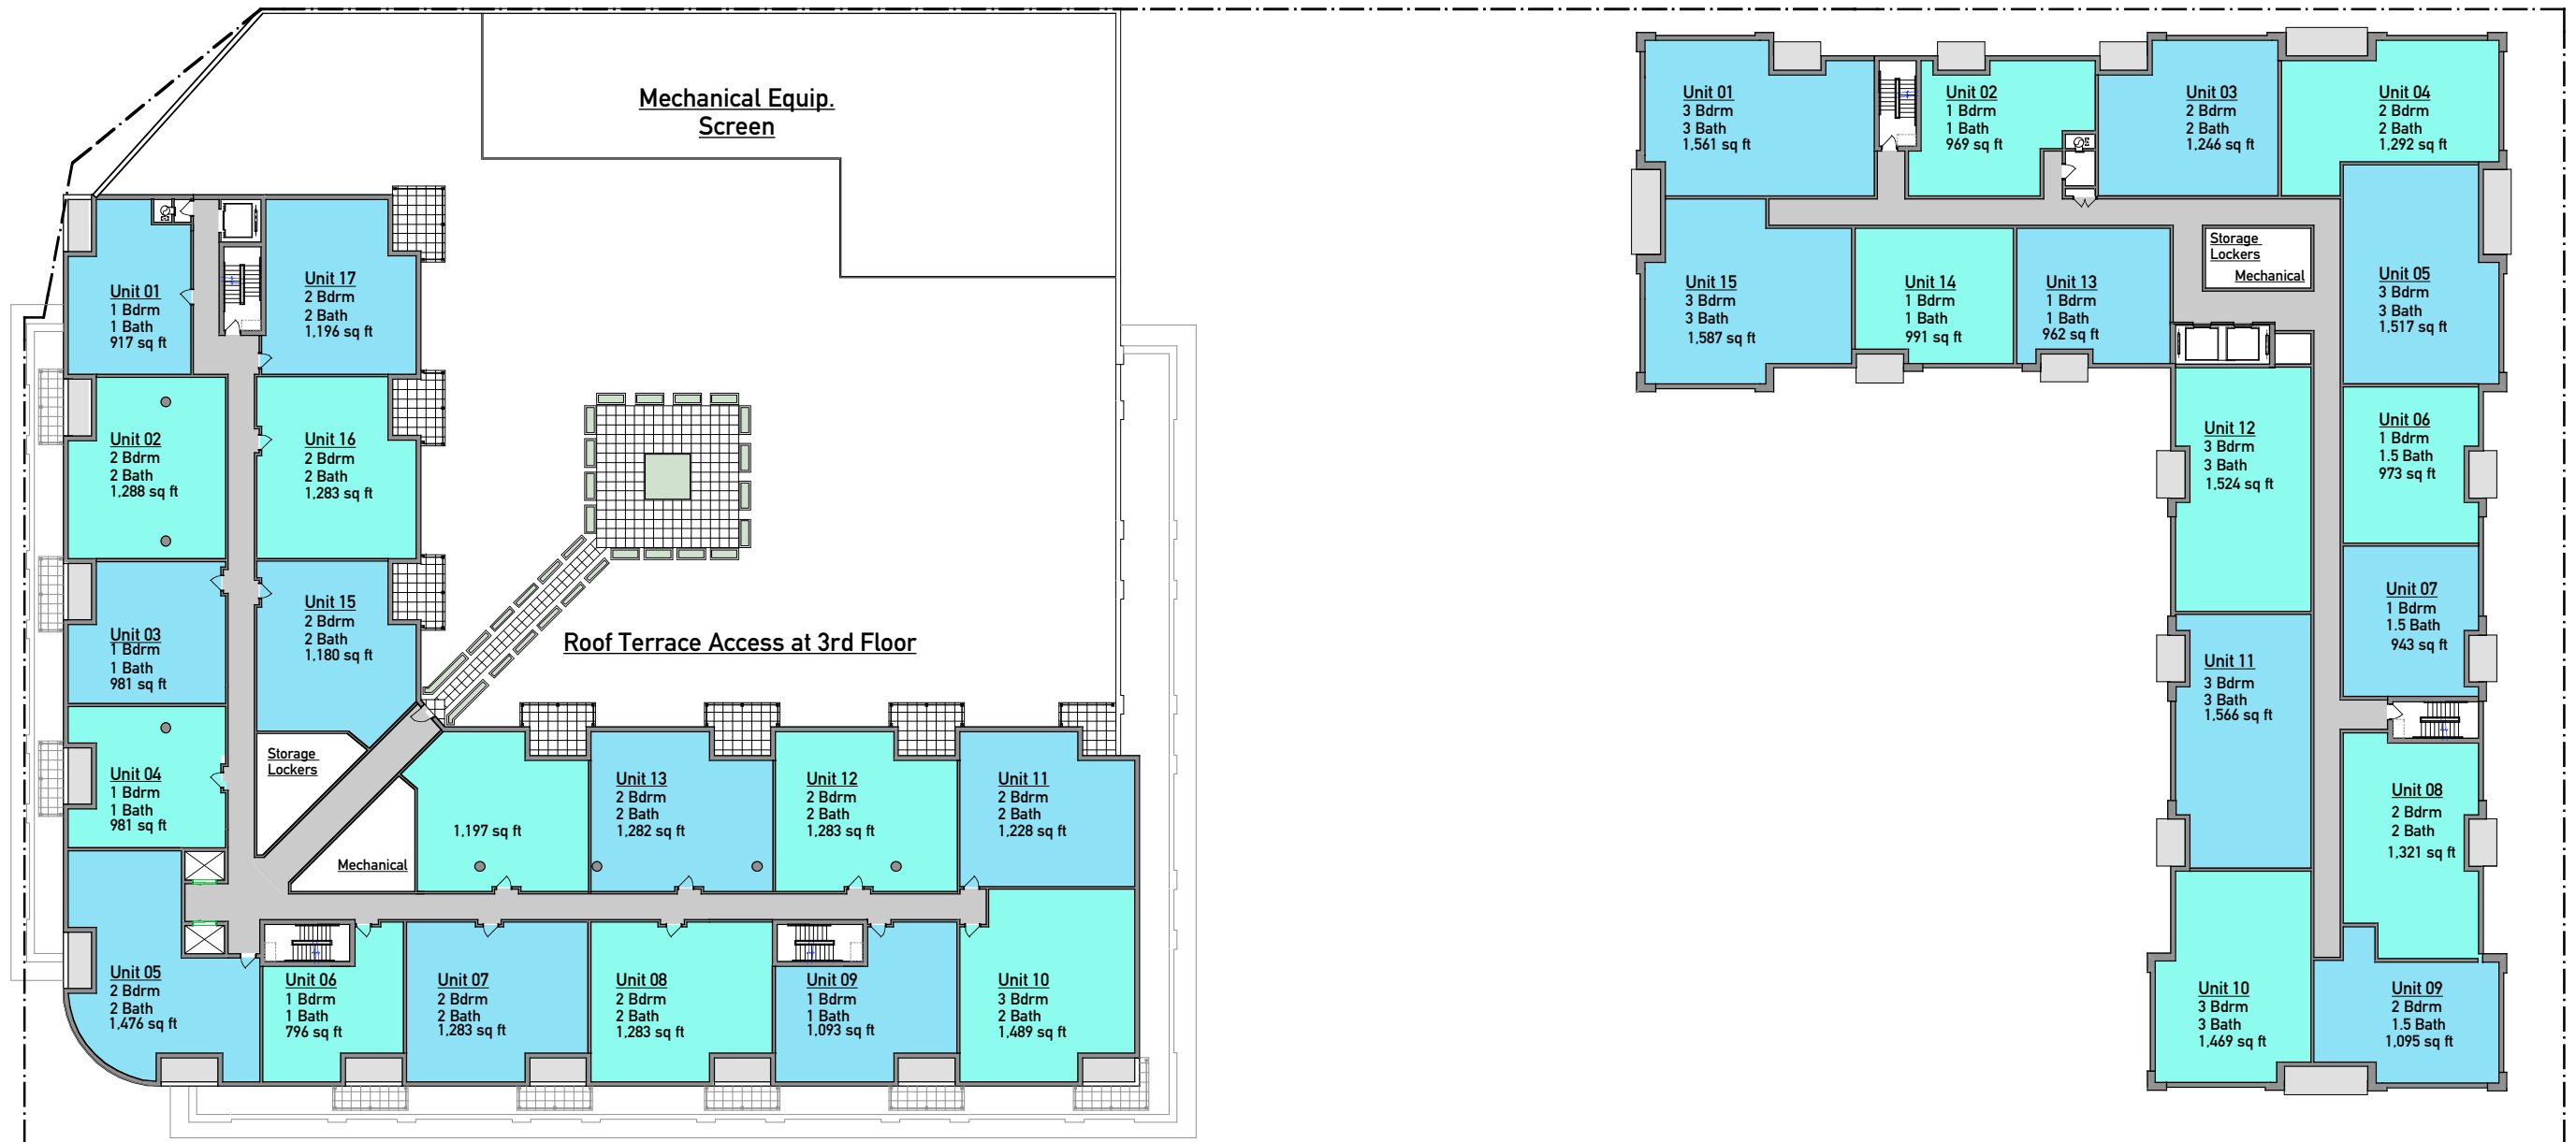 Mechanical Equip.
Screen
Unit 01
1 Bdrm
1 Bath
917 sq ft
Unit 17
2 Bdrm
2 Bath
1,196 sq ft
Unit 02
2 Bdrm
2 Bath
1,288 sq ft
Unit 16
2 Bdrm
2 Bath
1,283 sq ft
Unit 03
1 Bdrm
1 Bath
981 sq ft
Unit 15
2 Bdrm
2 Bath
1,180 sq ft
Roof Terrace Access at 3rd Floor
Unit 04
1 Bdrm
1 Bath
981 sq ft
Storage
Lockers
Mechanical
1,197 sq ft
Unit 13
2 Bdrm
2 Bath
1,282 sq ft
Unit 12
2 Bdrm
2 Bath
1,283 sq ft
Unit 11
2 Bdrm
2 Bath
1,228 sq ft
Unit 05
2 Bdrm
2 Bath
1,476 sq ft
Unit 06
1 Bdrm
1 Bath
796 sq ft
Unit 07
2 Bdrm
2 Bath
1,283 sq ft
Unit 08
2 Bdrm
2 Bath
1,283 sq ft
Unit 09
1 Bdrm
1 Bath
1,093 sq ft
Unit 10
3 Bdrm
2 Bath
1,489 sq ft
Unit 01
3 Bdrm
3 Bath
1,561 sq ft
Unit 02
1 Bdrm
1 Bath
969 sq ft
Unit 03
2 Bdrm
2 Bath
1,246 sq ft
Unit 04
2 Bdrm
2 Bath
1,292 sq ft
Unit 15
3 Bdrm
3 Bath
1,587 sq ft
Unit 14
1 Bdrm
1 Bath
991 sq ft
Unit 13
1 Bdrm
1 Bath
962 sq ft
Storage
Lockers
Mechanical
Unit 05
3 Bdrm
3 Bath
1,517 sq ft
Unit 12
3 Bdrm
3 Bath
1,524 sq ft
Unit 06
1 Bdrm
1.5 Bath
973 sq ft
Unit 07
1 Bdrm
1.5 Bath
943 sq ft
Unit 11
3 Bdrm
3 Bath
1,566 sq ft
Unit 08
2 Bdrm
2 Bath
1,321 sq ft
Unit 10
3 Bdrm
3 Bath
1,469 sq ft
Unit 09
2 Bdrm
1.5 Bath
1,095 sq ft